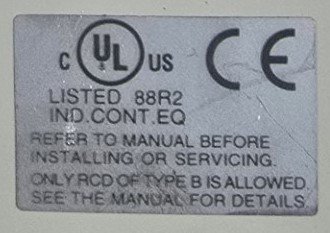 C UL US CE
LISTED 88R2
IND.CONT.EQ
REFER TO MANUAL BEFORE
INSTALLING OR SERVICING.
ONLY RCD OF TYPE B IS ALLOWED.
SEE THE MANUAL FOR DETAILS.